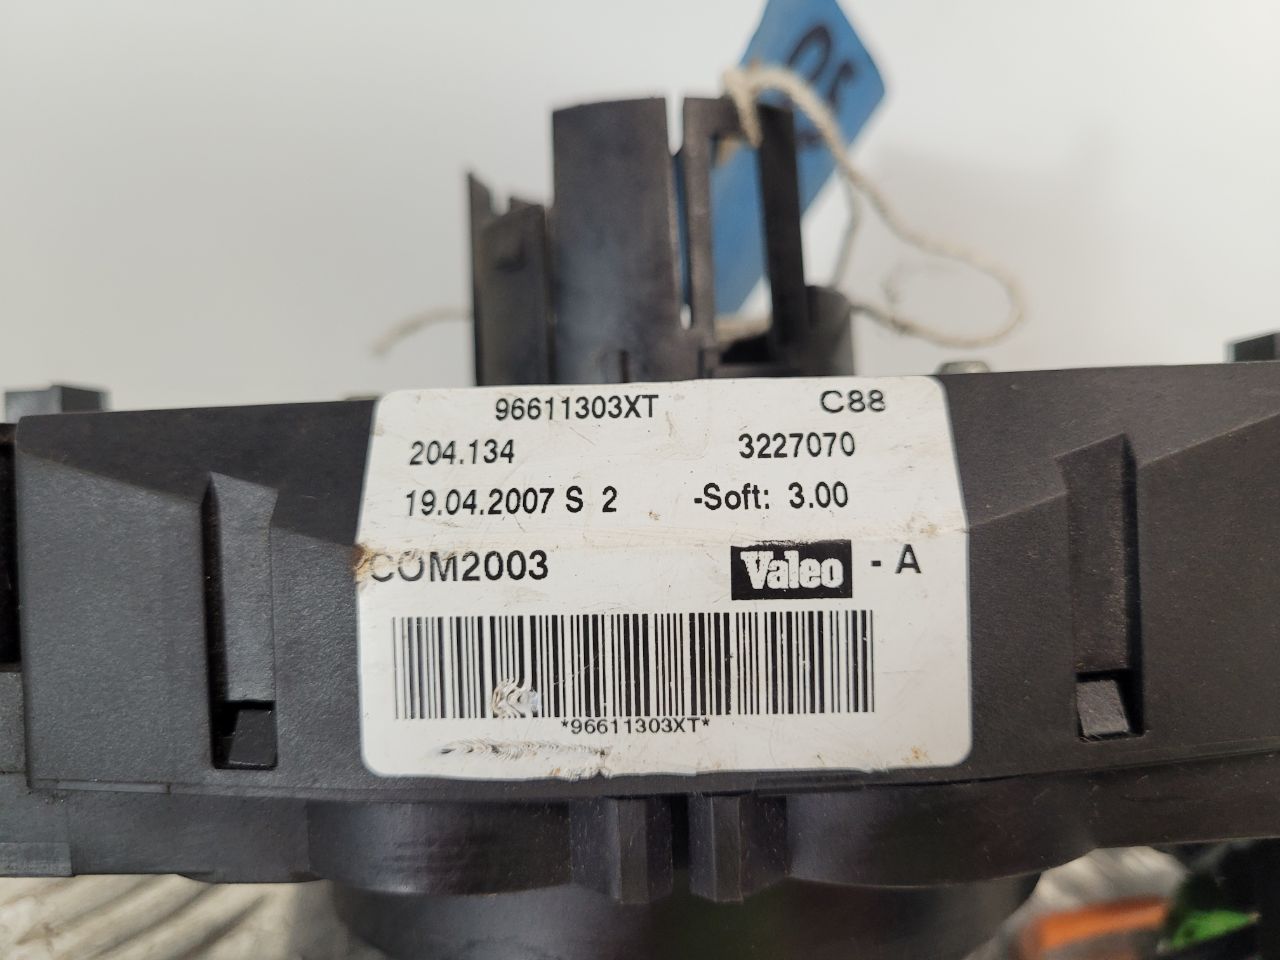 96611303XT C88
204.134 3227070
19.04.2007 S 2 -Soft: 3.00
COM2003 Valeo - A
*96611303XT*